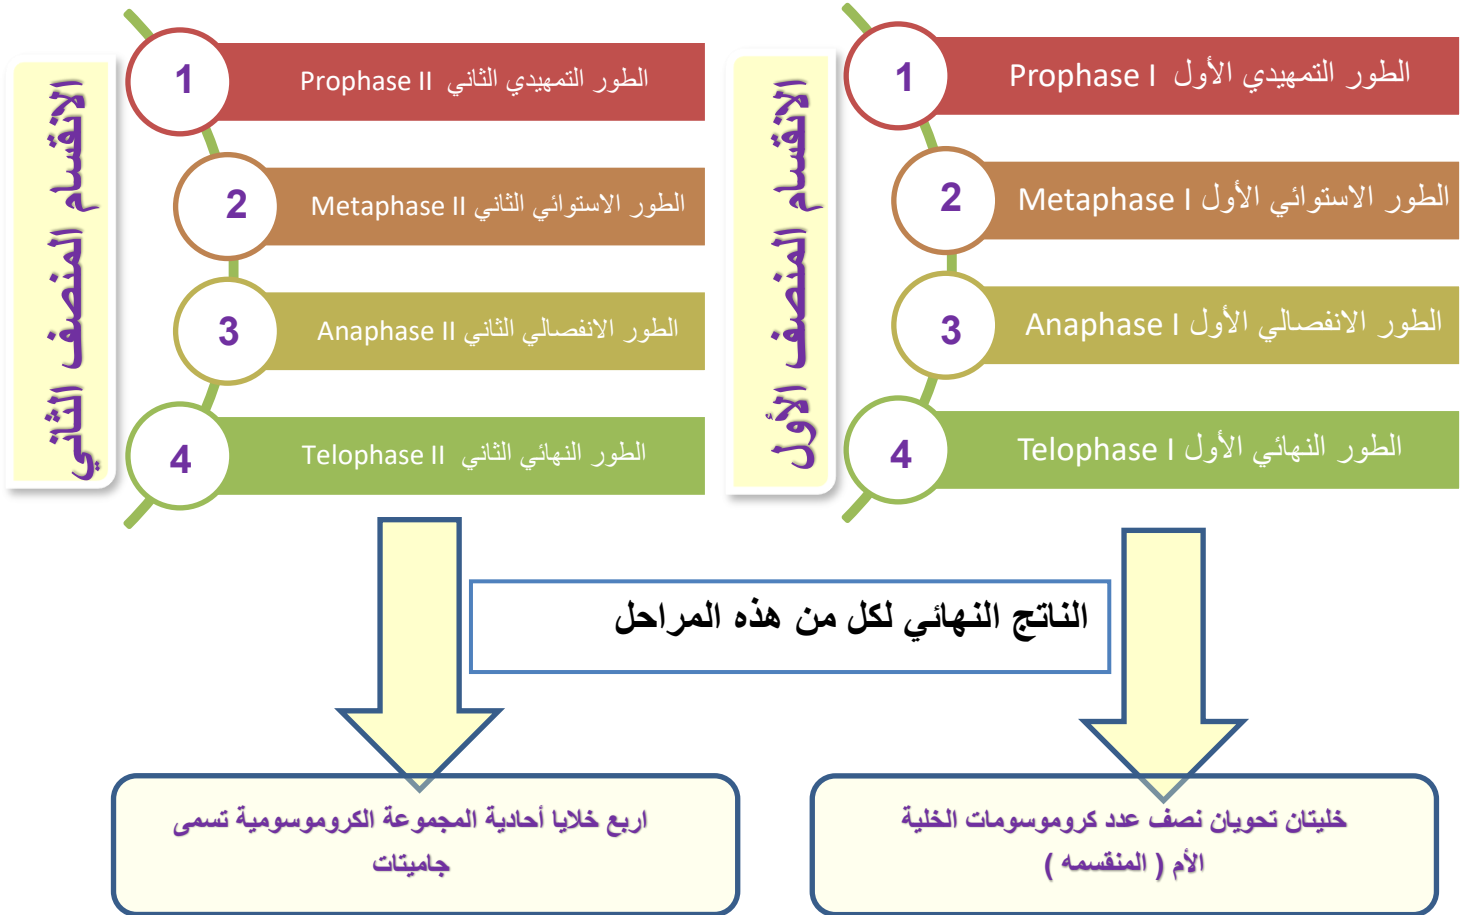 الانقسام المنصف الأول
1
الطور التمهيدي الأول Prophase I
2
الطور الاستوائي الأول Metaphase I
3
الطور الانفصالي الأول Anaphase I
4
الطور النهائي الأول Telophase I
الانقسام المنصف الثاني
1
الطور التمهيدي الثاني Prophase II
2
الطور الاستوائي الثاني Metaphase II
3
الطور الانفصالي الثاني Anaphase II
4
الطور النهائي الثاني Telophase II
الناتج النهائي لكل من هذه المراحل
خليتان تحويان نصف عدد كروموسومات الخلية
الأم ( المنقسمه )
اربع خلايا أحادية المجموعة الكروموسومية تسمى
جاميتات